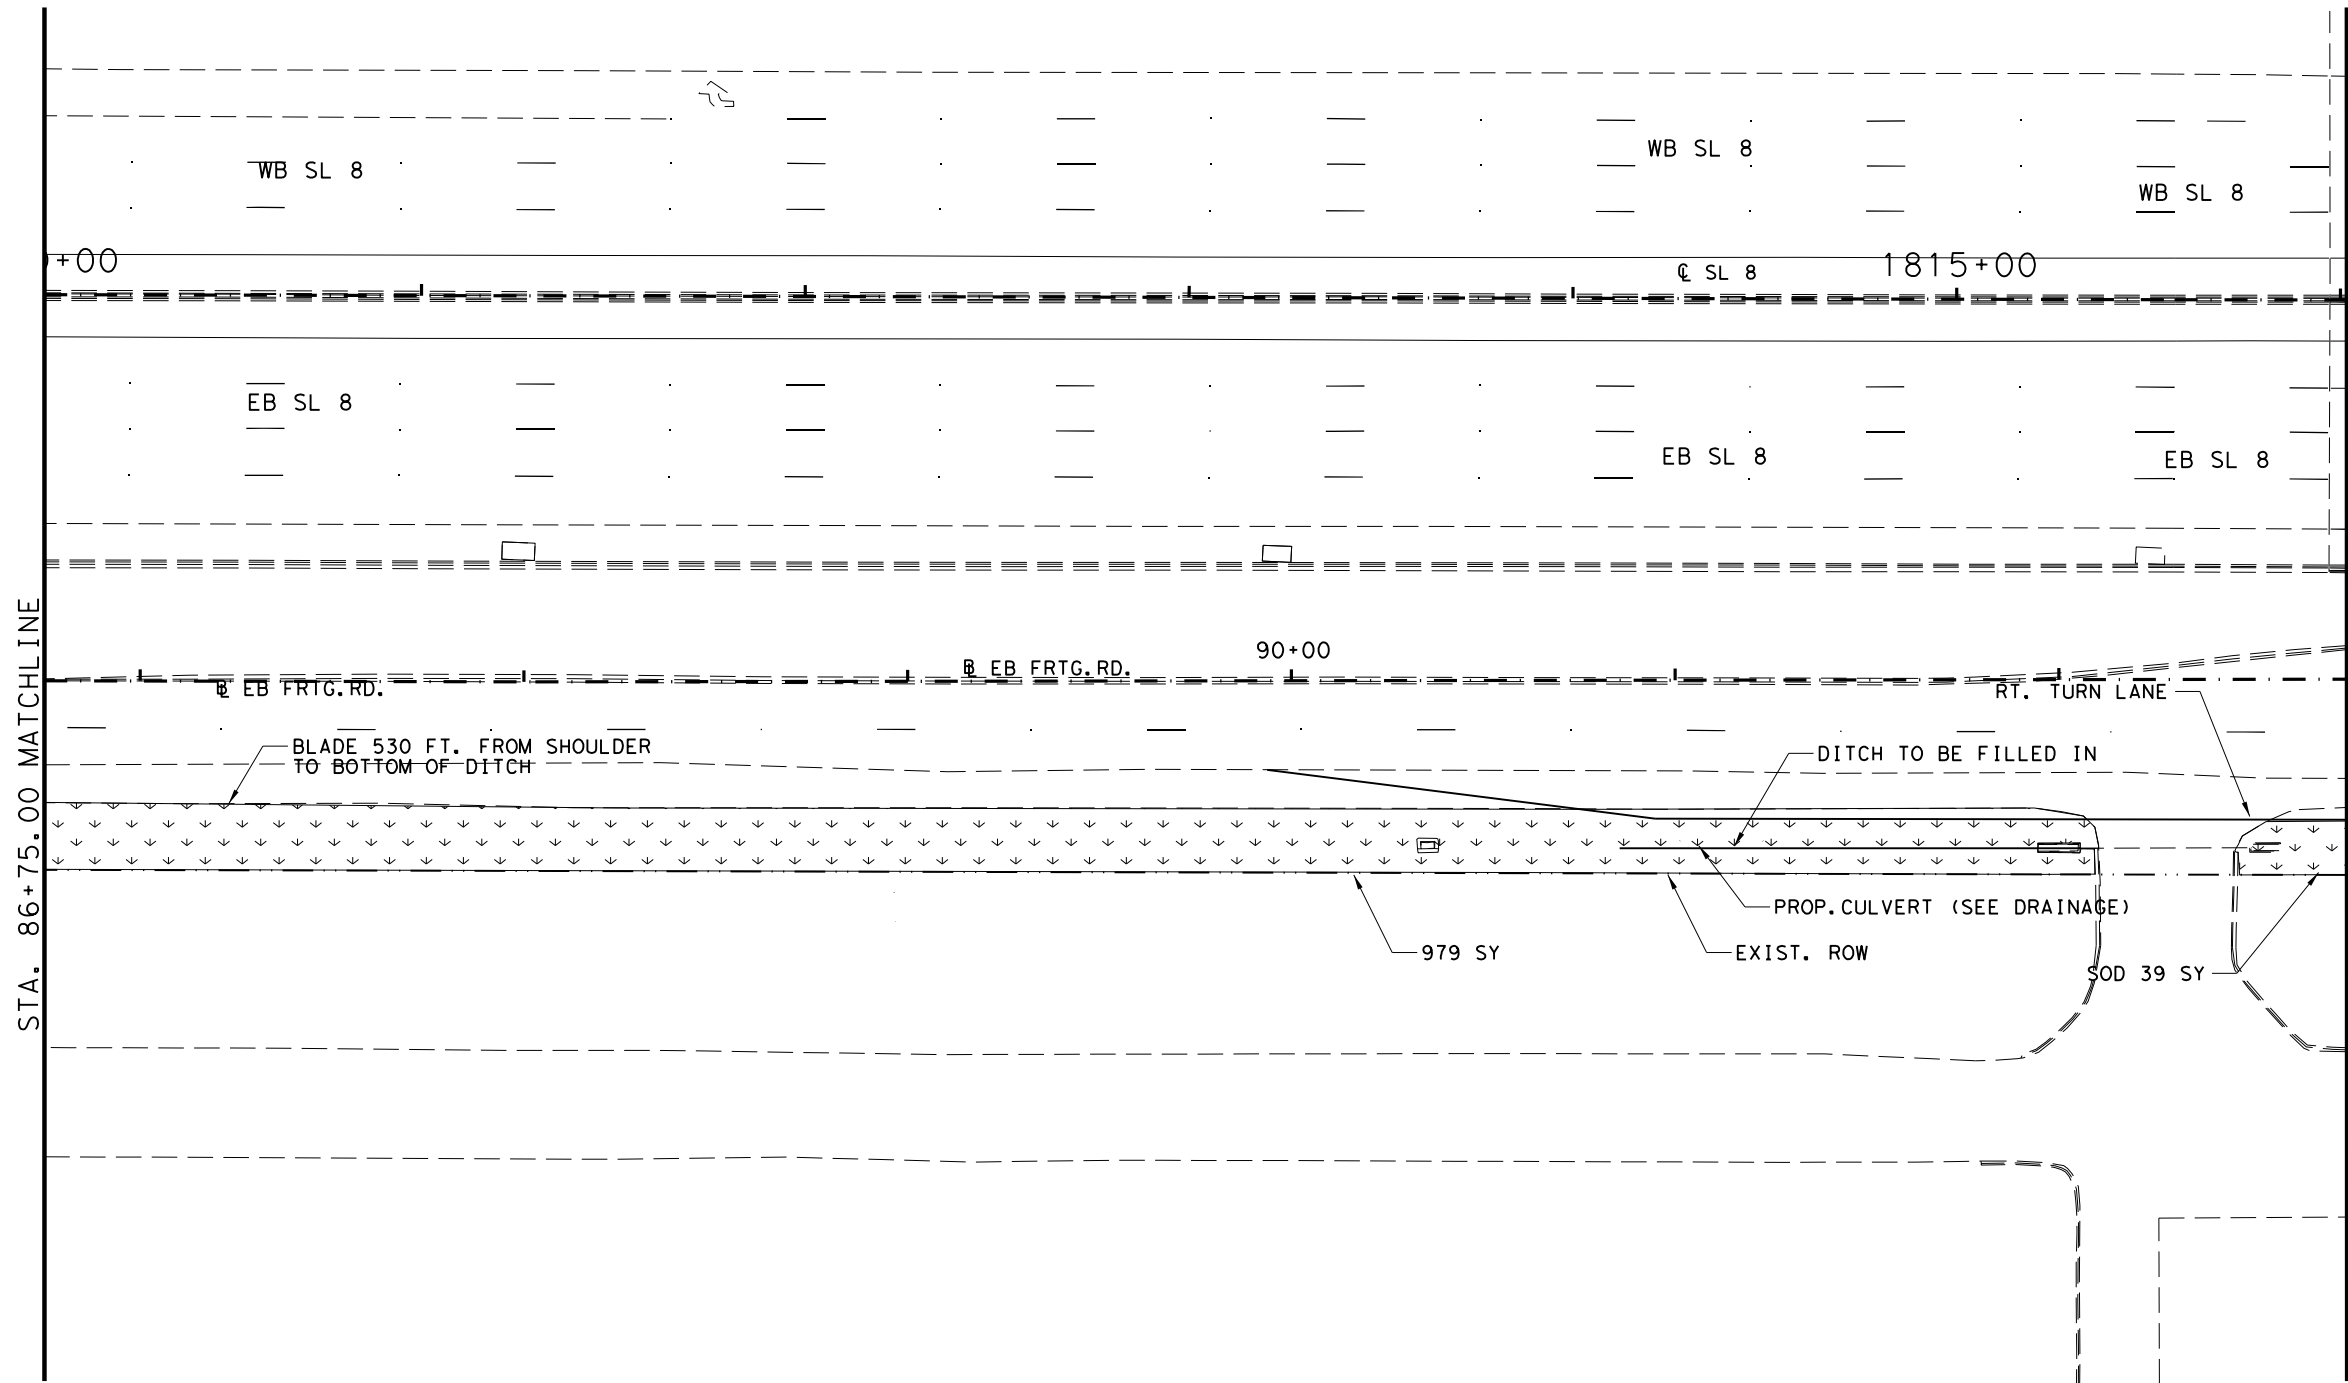 WB SL 8
WB SL 8
WB SL 8
+00
℄ SL 8
1815+00
EB SL 8
EB SL 8
EB SL 8
90+00
BL EB FRTG.RD.
BL EB FRTG.RD.
RT. TURN LANE
BLADE 530 FT. FROM SHOULDER
TO BOTTOM OF DITCH
DITCH TO BE FILLED IN
STA. 86+75.00 MATCHLINE
PROP.CULVERT (SEE DRAINAGE)
979 SY
EXIST. ROW
SOD 39 SY